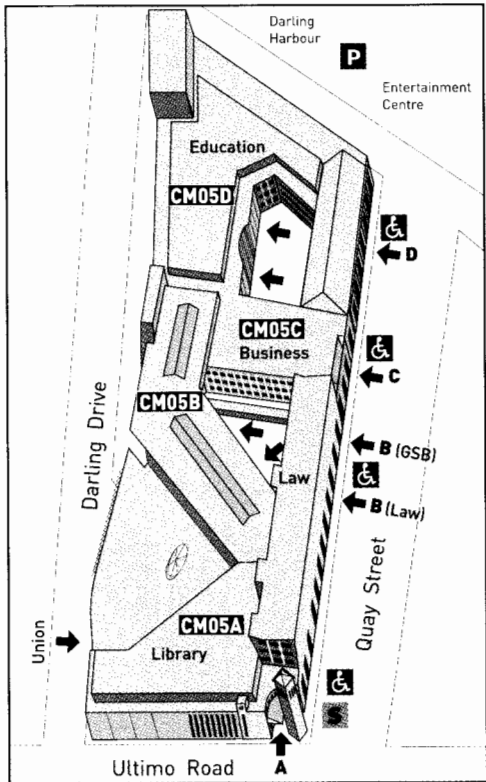 Darling
Harbour
P
Entertainment
Centre
Education
CM05D
D
CM05C
Business
C
CM05B
B (GSB)
Law
B (Law)
Darling Drive
Quay Street
CM05A
Library
Union
S
Ultimo Road
A